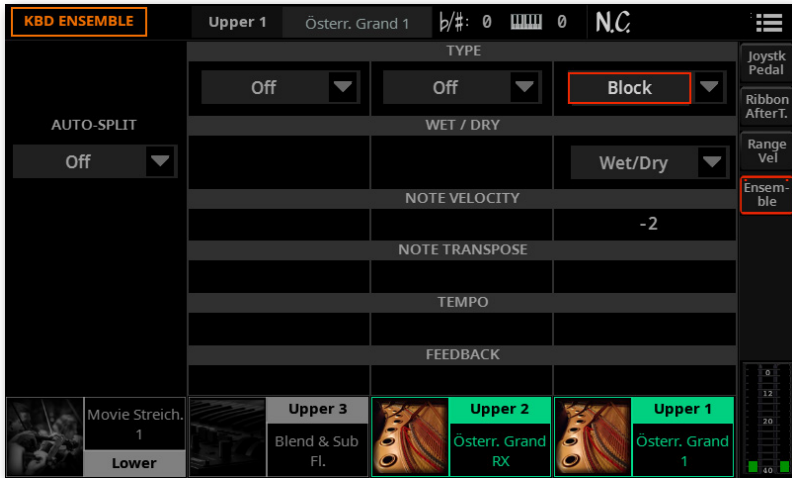 KBD ENSEMBLE
Upper 1 Österr. Grand 1 ♭/#: 0 0 N.C.
TYPE
Off Off Block
AUTO-SPLIT
Off
WET / DRY
Wet/Dry
NOTE VELOCITY
-2
NOTE TRANSPOSE
TEMPO
FEEDBACK
Joystk
Pedal
Ribbon
AfterT.
Range
Vel
Ensem-
ble
0
12
20
40
Movie Streich.
1
Lower
Upper 3
Blend & Sub
Fl.
Upper 2
Österr. Grand
RX
Upper 1
Österr. Grand
1